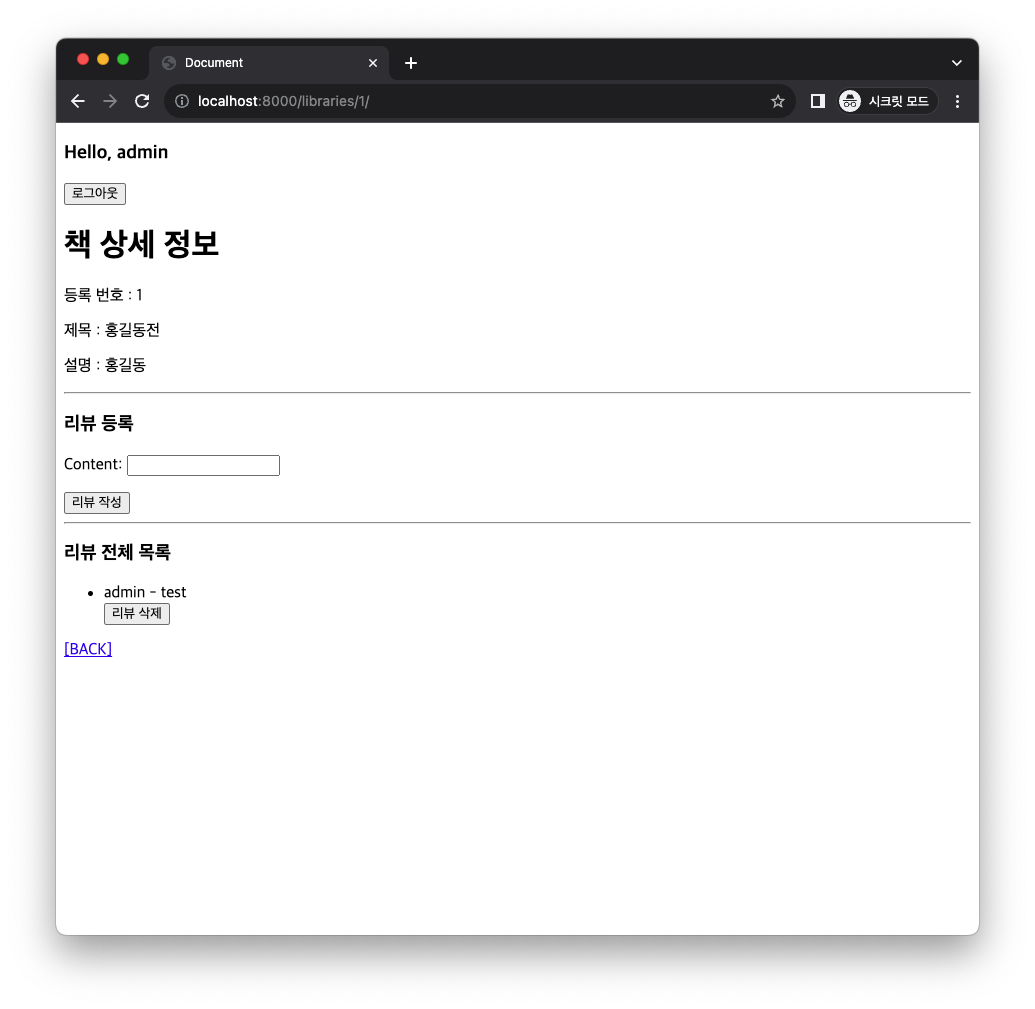 Document
localhost:8000/libraries/1/
시크릿 모드
Hello, admin
로그아웃
책 상세 정보
등록 번호 : 1
제목 : 홍길동전
설명 : 홍길동
리뷰 등록
Content:
리뷰 작성
리뷰 전체 목록
admin - test
리뷰 삭제
[BACK]